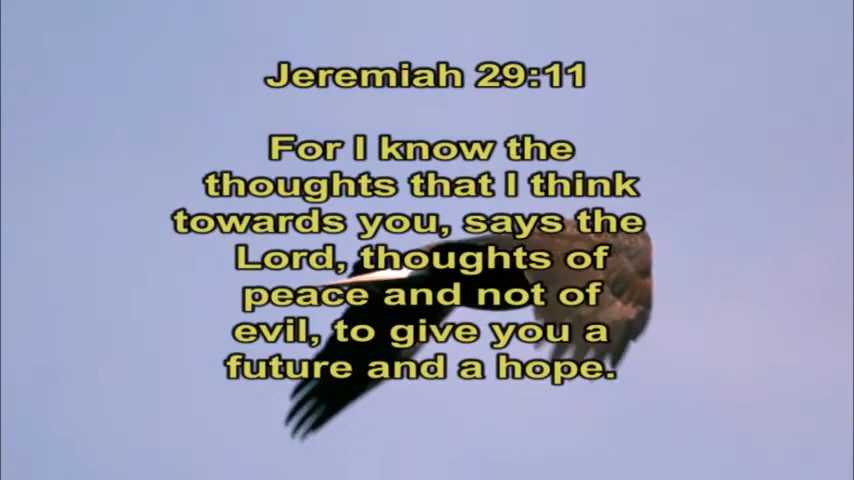 Jeremiah 29:11
For I know the
thoughts that I think
towards you, says the
Lord, thoughts of
peace and not of
evil, to give you a
future and a hope.